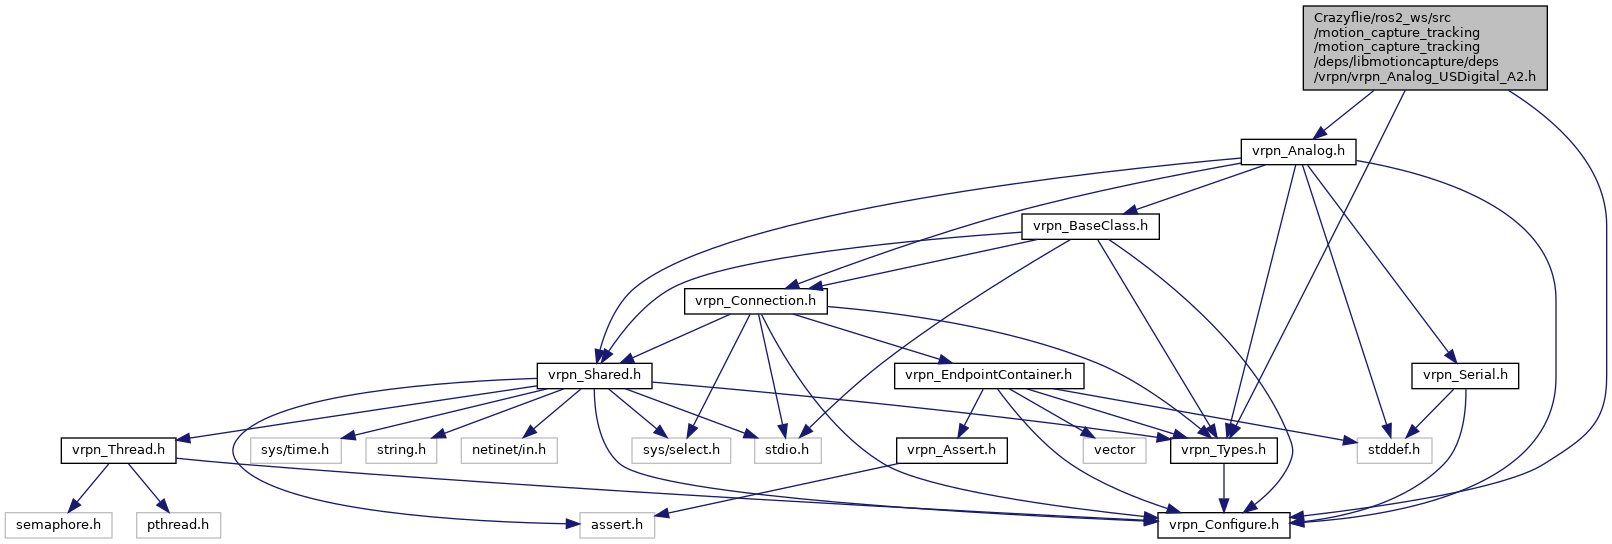 Crazyflie/ros2_ws/src
/motion_capture_tracking
/motion_capture_tracking
/deps/libmotioncapture/deps
/vrpn/vrpn_Analog_USDigital_A2.h
vrpn_Analog.h
vrpn_BaseClass.h
vrpn_Connection.h
vrpn_Shared.h
vrpn_EndpointContainer.h
vrpn_Serial.h
vrpn_Thread.h
sys/time.h
string.h
netinet/in.h
sys/select.h
stdio.h
vrpn_Assert.h
vector
vrpn_Types.h
stddef.h
semaphore.h
pthread.h
assert.h
vrpn_Configure.h